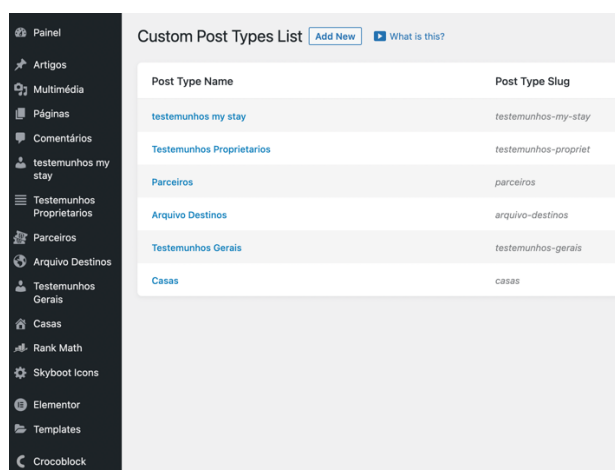 Painel
Artigos
Multimédia
Páginas
Comentários
testemunhos my
stay
Testemunhos
Proprietarios
Parceiros
Arquivo Destinos
Testemunhos
Gerais
Casas
Rank Math
Skyboot Icons
Elementor
Templates
Crocoblock
Custom Post Types List Add New What is this?
Post Type Name Post Type Slug
testemunhos my stay testemunhos-my-stay
Testemunhos Proprietarios testemunhos-propriet
Parceiros parceiros
Arquivo Destinos arquivo-destinos
Testemunhos Gerais testemunhos-gerais
Casas casas